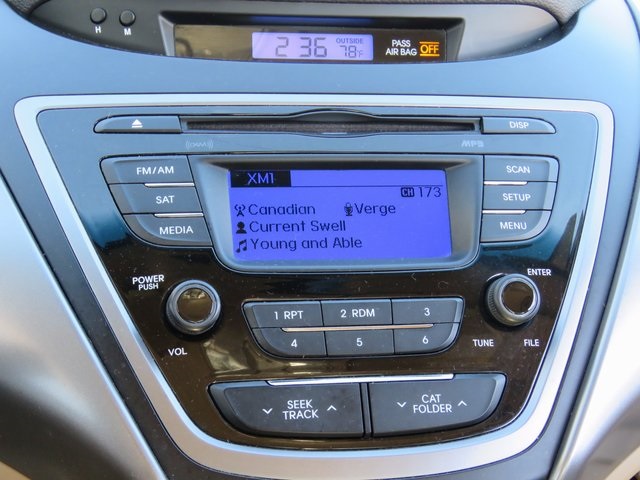 H M
2 36 OUTSIDE 78°F
PASS AIR BAG OFF
DISP
MP3
FM/AM
SAT
MEDIA
XM1
CH 173
Canadian Verge
Current Swell
Young and Able
SCAN
SETUP
MENU
POWER
PUSH
VOL
1 RPT 2 RDM 3
4 5 6
ENTER
TUNE FILE
SEEK
TRACK
CAT
FOLDER